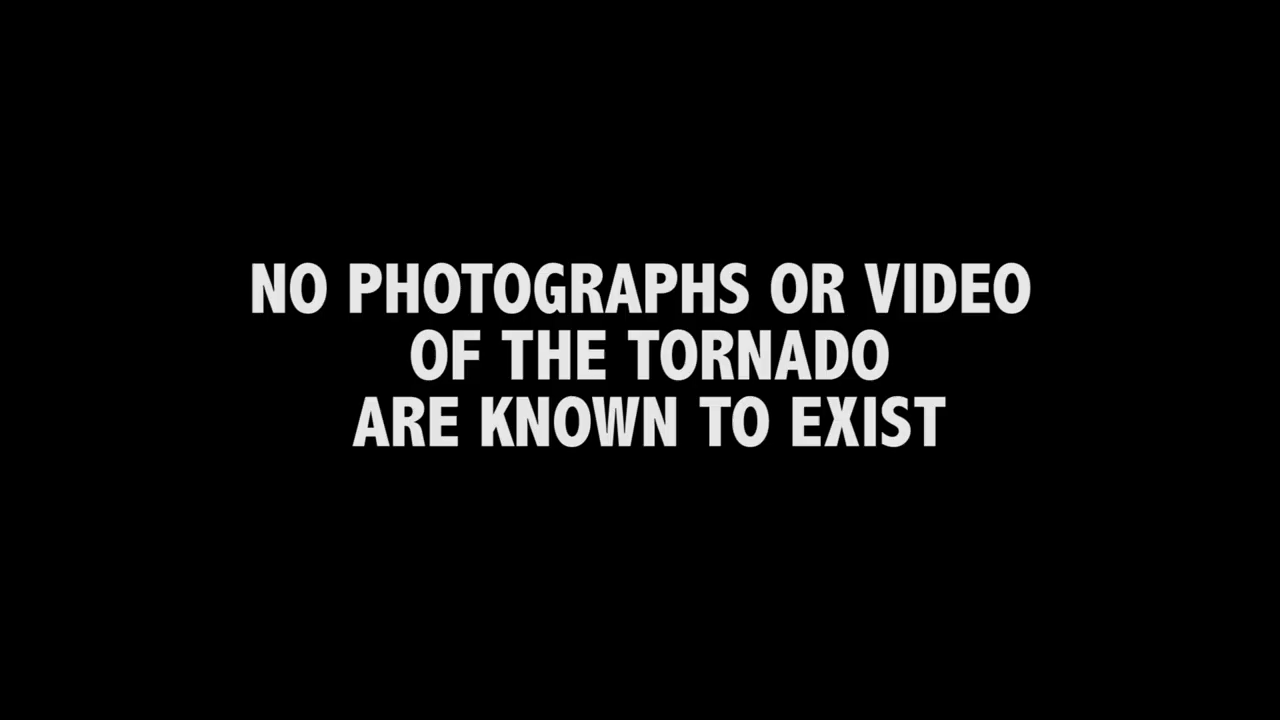 NO PHOTOGRAPHS OR VIDEO
OF THE TORNADO
ARE KNOWN TO EXIST